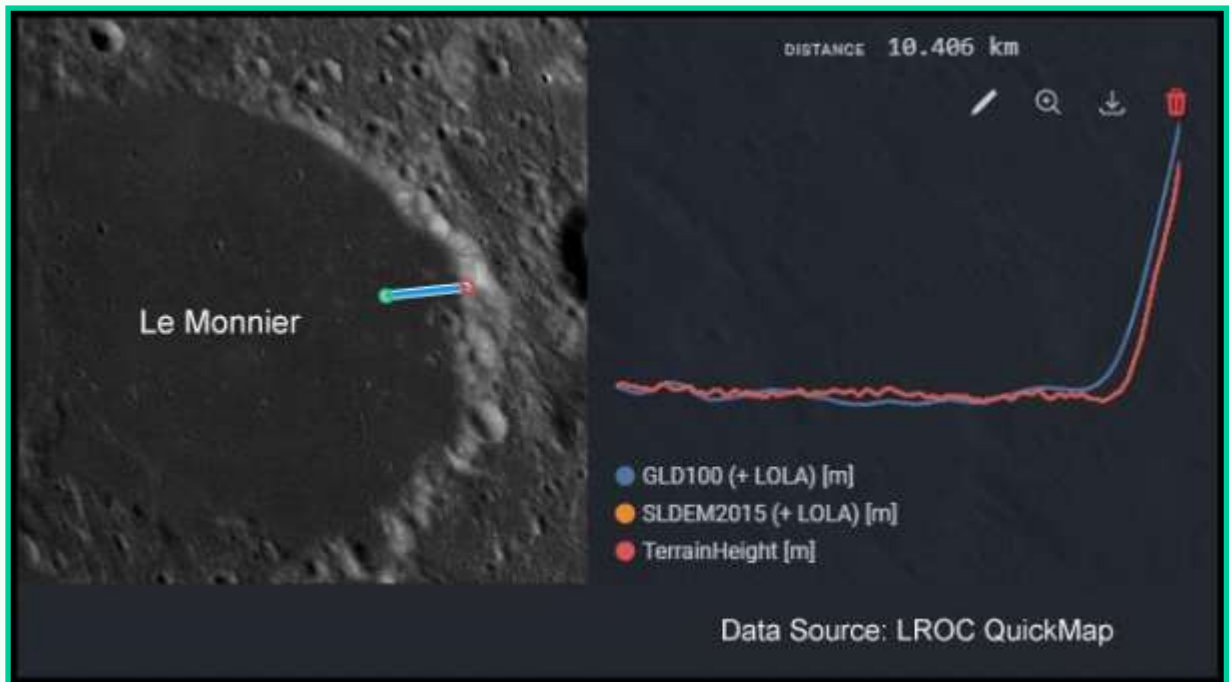 DISTANCE 10.406 km
Le Monnier
GLD100 (+ LOLA) [m]
SLDEM2015 (+ LOLA) [m]
TerrainHeight [m]
Data Source: LROC QuickMap